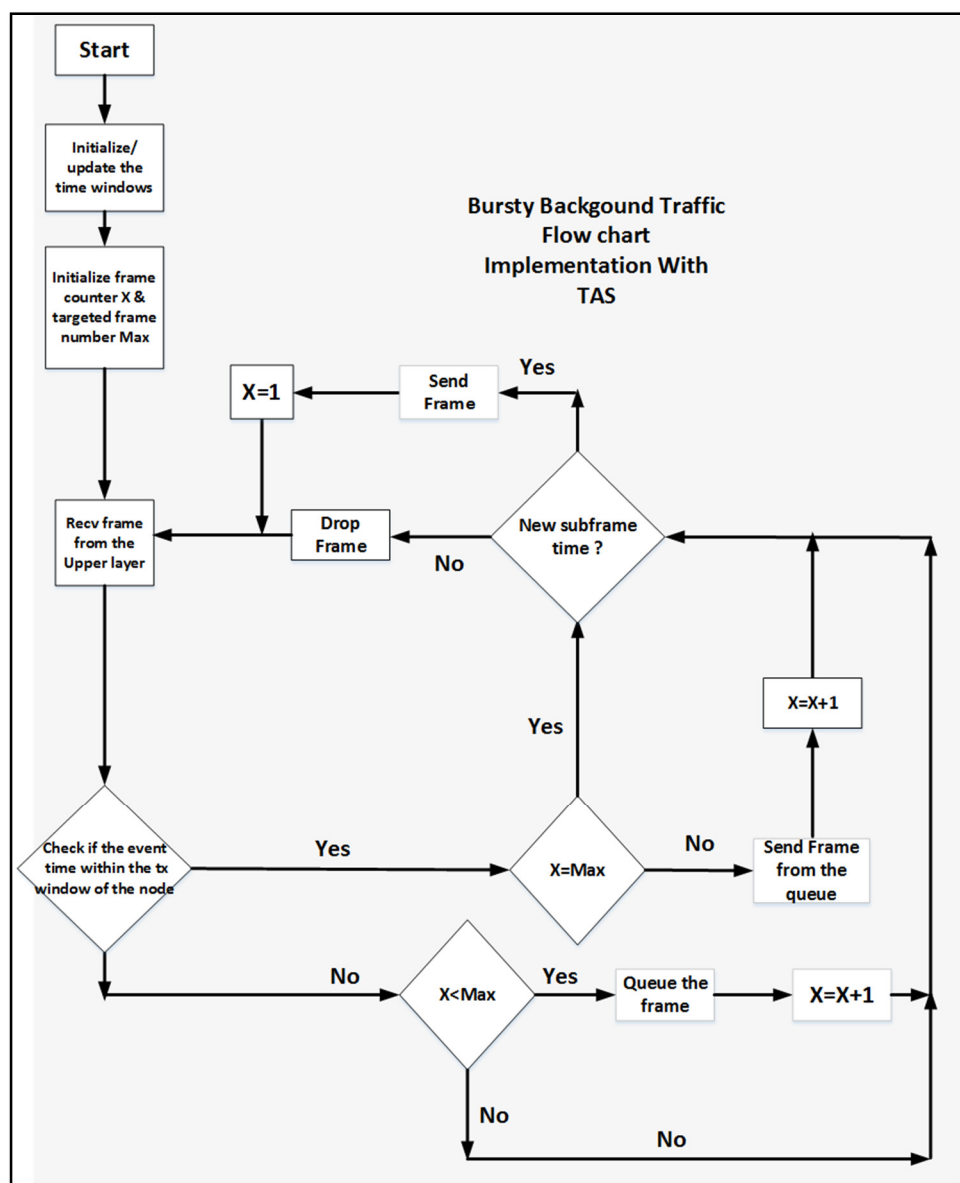 Start
Initialize/
update the
time windows
Bursty Backgound Traffic
Flow chart
Implementation With
TAS
Initialize frame
counter X &
targeted frame
number Max
Yes
X=1
Send
Frame
Recv frame
from the
Upper layer
Drop
Frame
New subframe
time ?
No
X=X+1
Yes
Check if the event
time within the tx
window of the node
Yes
X=Max
No
Send Frame
from the
queue
No
X<Max
Yes
Queue the
frame
X=X+1
No
No